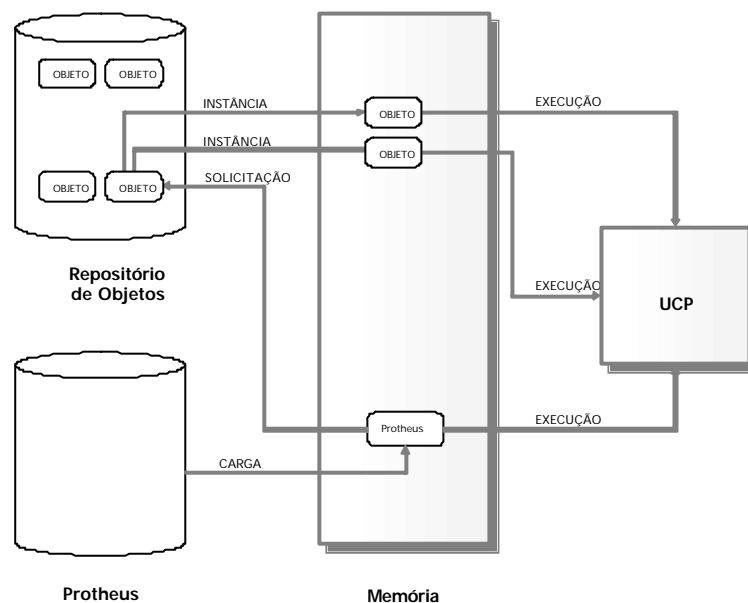 OBJETO
OBJETO
INSTÂNCIA
OBJETO
EXECUÇÃO
INSTÂNCIA
OBJETO
OBJETO
OBJETO
SOLICITAÇÃO
Repositório
de Objetos
EXECUÇÃO
UCP
Protheus
EXECUÇÃO
CARGA
Protheus
Memória